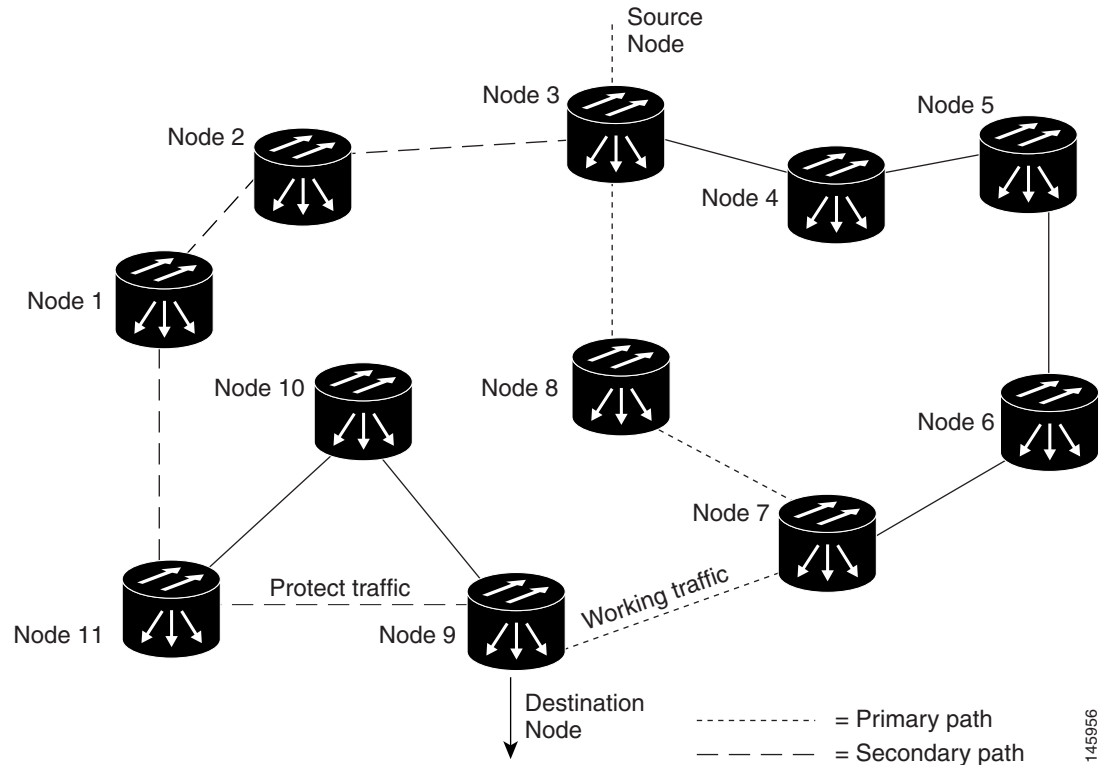 Source
Node
Node 3
Node 5
Node 2
Node 4
Node 1
Node 10
Node 8
Node 6
Node 7
Protect traffic
Working traffic
Node 11
Node 9
Destination
Node
= Primary path
= Secondary path
145956